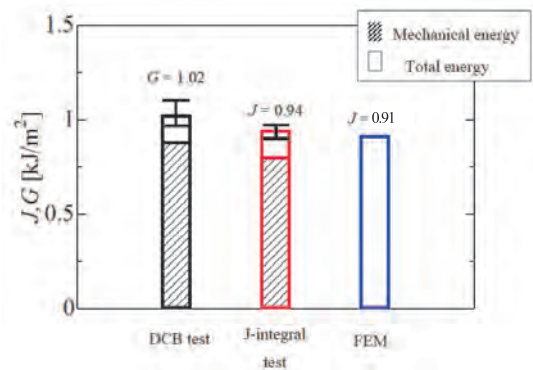 1.5
Mechanical energy
Total energy
G = 1.02
J = 0.94
J = 0.91
1
0.5
0
J,G [kJ/m²]
DCB test
J-integral
test
FEM